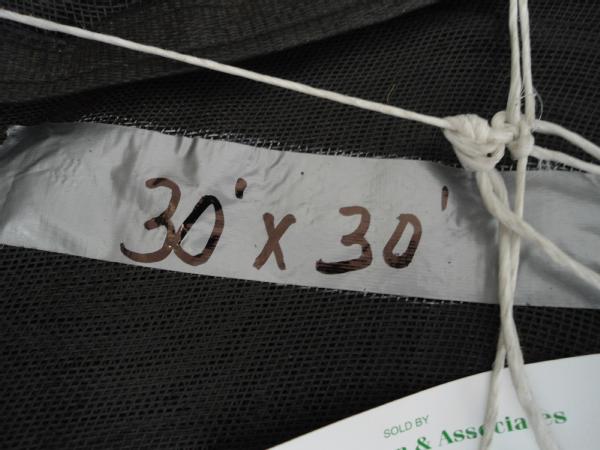 30' x 30'
SOLD BY
& Associates